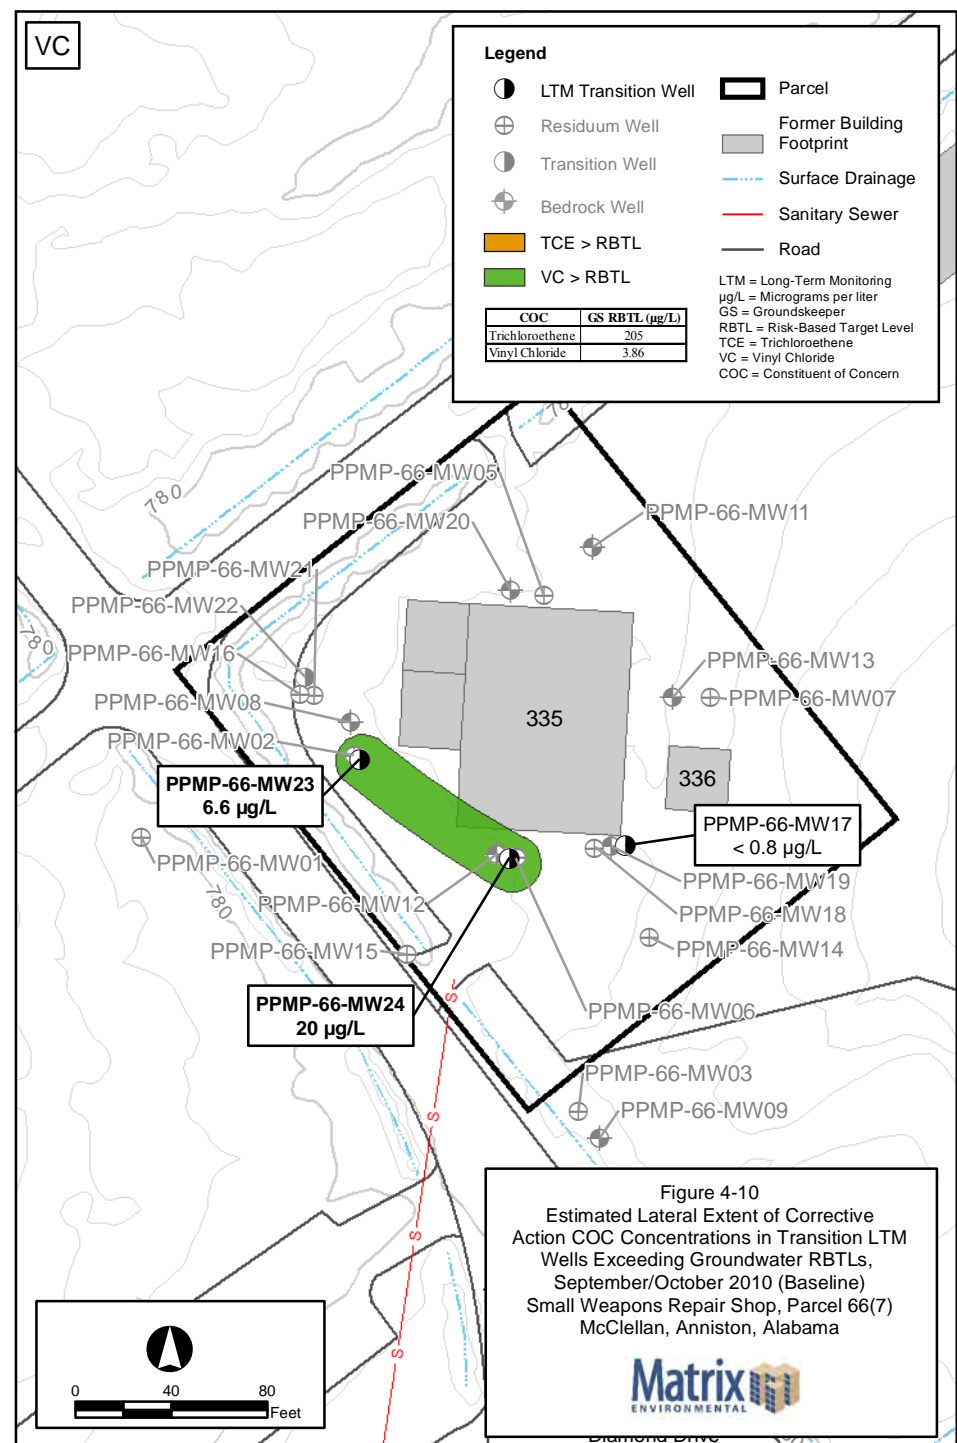 VC
Legend
LTM Transition Well
Residuum Well
Transition Well
Bedrock Well
TCE > RBTL
VC > RBTL
Parcel
Former Building
Footprint
Surface Drainage
Sanitary Sewer
Road
COC GS RBTL (µg/L)
Trichloroethene 205
Vinyl Chloride 3.86
LTM = Long-Term Monitoring
µg/L = Micrograms per liter
GS = Groundskeeper
RBTL = Risk-Based Target Level
TCE = Trichloroethene
VC = Vinyl Chloride
COC = Constituent of Concern
780
PPMP-66-MW05
PPMP-66-MW20
PPMP-66-MW11
PPMP-66-MW21
PPMP-66-MW22
780
PPMP-66-MW16
PPMP-66-MW13
PPMP-66-MW08
PPMP-66-MW07
335
PPMP-66-MW02
336
PPMP-66-MW23
6.6 µg/L
PPMP-66-MW17
< 0.8 µg/L
PPMP-66-MW01
PPMP-66-MW19
780
PPMP-66-MW12
PPMP-66-MW18
PPMP-66-MW15
PPMP-66-MW14
S
PPMP-66-MW24
20 µg/L
PPMP-66-MW06
PPMP-66-MW03
S
PPMP-66-MW09
S
S
Figure 4-10
Estimated Lateral Extent of Corrective
Action COC Concentrations in Transition LTM
Wells Exceeding Groundwater RBTLs,
September/October 2010 (Baseline)
Small Weapons Repair Shop, Parcel 66(7)
McClellan, Anniston, Alabama
Matrix
ENVIRONMENTAL
0 40 80
Feet
Diamond Drive